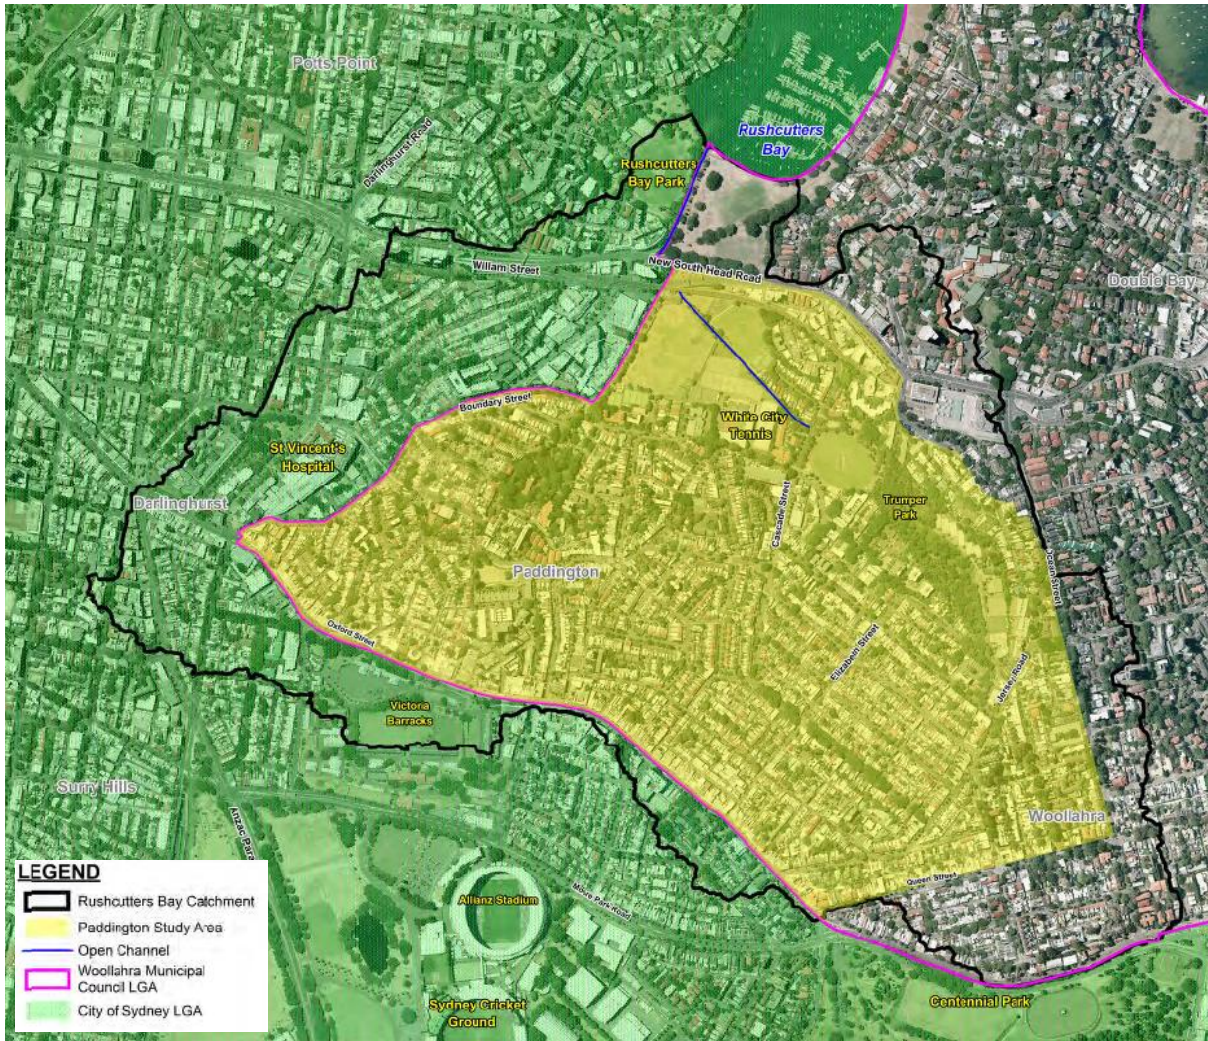 Potts Point
Darlinghurst Road
Rushcutters
Bay
Rushcutters
Bay Park
Willam Street
New South Head Road
Double Bay
Boundary Street
White City
Tennis
St Vincent's
Hospital
Darlinghurst
Trumper
Park
Cascade Street
Paddington
Ocean Street
Oxford Street
Elizabeth Street
Jersey Road
Victoria
Barracks
Surry Hills
Woollahra
Anzac Para
Queen Street
Allianz Stadium
Moore Park Road
Sydney Cricket
Ground
Centennial Park
LEGEND
Rushcutters Bay Catchment
Paddington Study Area
Open Channel
Woollahra Municipal
Council LGA
City of Sydney LGA